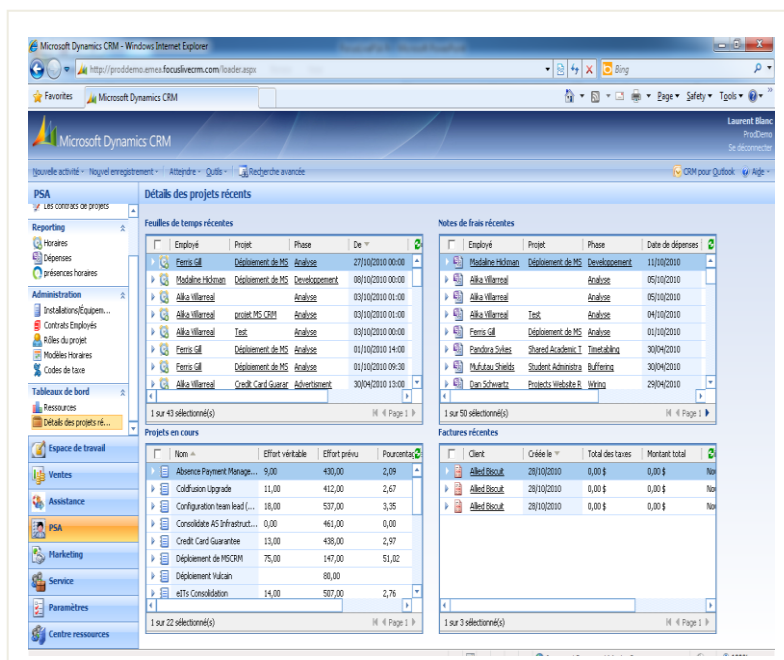 Microsoft Dynamics CRM - Windows Internet Explorer
http://proddemo.emea.focuslivecrm.com/loader.aspx
Bing
Favorites
Microsoft Dynamics CRM
Page Safety Tools
Microsoft Dynamics CRM
Laurent Blanc
ProdDemo
Se déconnecter
Nouvelle activité Nouvel enregistrement Atteindre Outils Recherche avancée
CRM pour Outlook Aide
PSA
Détails des projets récents
Les contrats de projets
Reporting
Horaires
Dépenses
présences horaires
Administration
Installations/Équipem...
Contrats Employés
Rôles du projet
Modèles Horaires
Codes de taxe
Tableaux de bord
Ressources
Détails des projets ré...
Espace de travail
Ventes
Assistance
PSA
Marketing
Service
Paramètres
Centre ressources
Feuilles de temps récentes
Employé Projet Phase De
Ferris Gill Déploiement de MS Analyse 27/10/2010 00:00
Madaline Hickman Déploiement de MS Developpement 08/10/2010 00:00
Alika Villarreal Analyse 03/10/2010 01:00
Alika Villarreal projet MS CRM Analyse 03/10/2010 01:00
Alika Villarreal Test Analyse 03/10/2010 00:00
Ferris Gill Déploiement de MS Analyse 01/10/2010 14:00
Ferris Gill Déploiement de MS Analyse 01/10/2010 09:30
Alika Villarreal Credit Card Guarar Advertisment 30/04/2010 13:00
1 sur 43 sélectionné(s) Page 1
Notes de frais récentes
Employé Projet Phase Date de dépenses
Madaline Hickman Déploiement de MS Developpement 11/10/2010
Alika Villarreal Analyse 05/10/2010
Alika Villarreal Analyse 05/10/2010
Alika Villarreal Test Analyse 04/10/2010
Ferris Gill Déploiement de MS Analyse 01/10/2010
Pandora Sykes Shared Academic T Timetabling 30/04/2010
Mufutau Shields Student Administra Buffering 30/04/2010
Dan Schwartz Projects Website R Wiring 29/04/2010
1 sur 50 sélectionné(s) Page 1
Projets en cours
Nom Effort véritable Effort prévu Pourcentag
Absence Payment Manage... 9,00 430,00 2,09
Coldfusion Upgrade 11,00 412,00 2,67
Configuration team lead (... 18,00 537,00 3,35
Consolidate AS Infrastruct... 0,00 461,00 0,00
Credit Card Guarantee 13,00 438,00 2,97
Déploiement de MSCRM 75,00 147,00 51,02
Déploiement Vulcain 80,00
eITs Consolidation 14,00 507,00 2,76
1 sur 22 sélectionné(s) Page 1
Factures récentes
Client Créée le Total des taxes Montant total
Allied Biscuit 28/10/2010 0,00 $ 0,00 $ Nov
Allied Biscuit 28/10/2010 0,00 $ 0,00 $ Nov
Allied Biscuit 28/10/2010 0,00 $ 0,00 $ Nov
1 sur 3 sélectionné(s) Page 1